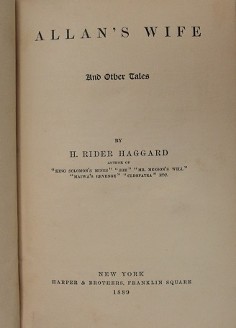 ALLAN'S WIFE
And Other Tales
BY
H. RIDER HAGGARD
AUTHOR OF
"KING SOLOMON'S MINES" "SHE" "MR. MEESON'S WILL"
"MAIWA'S REVENGE" "CLEOPATRA" ETC.
NEW YORK
HARPER & BROTHERS, FRANKLIN SQUARE
1889